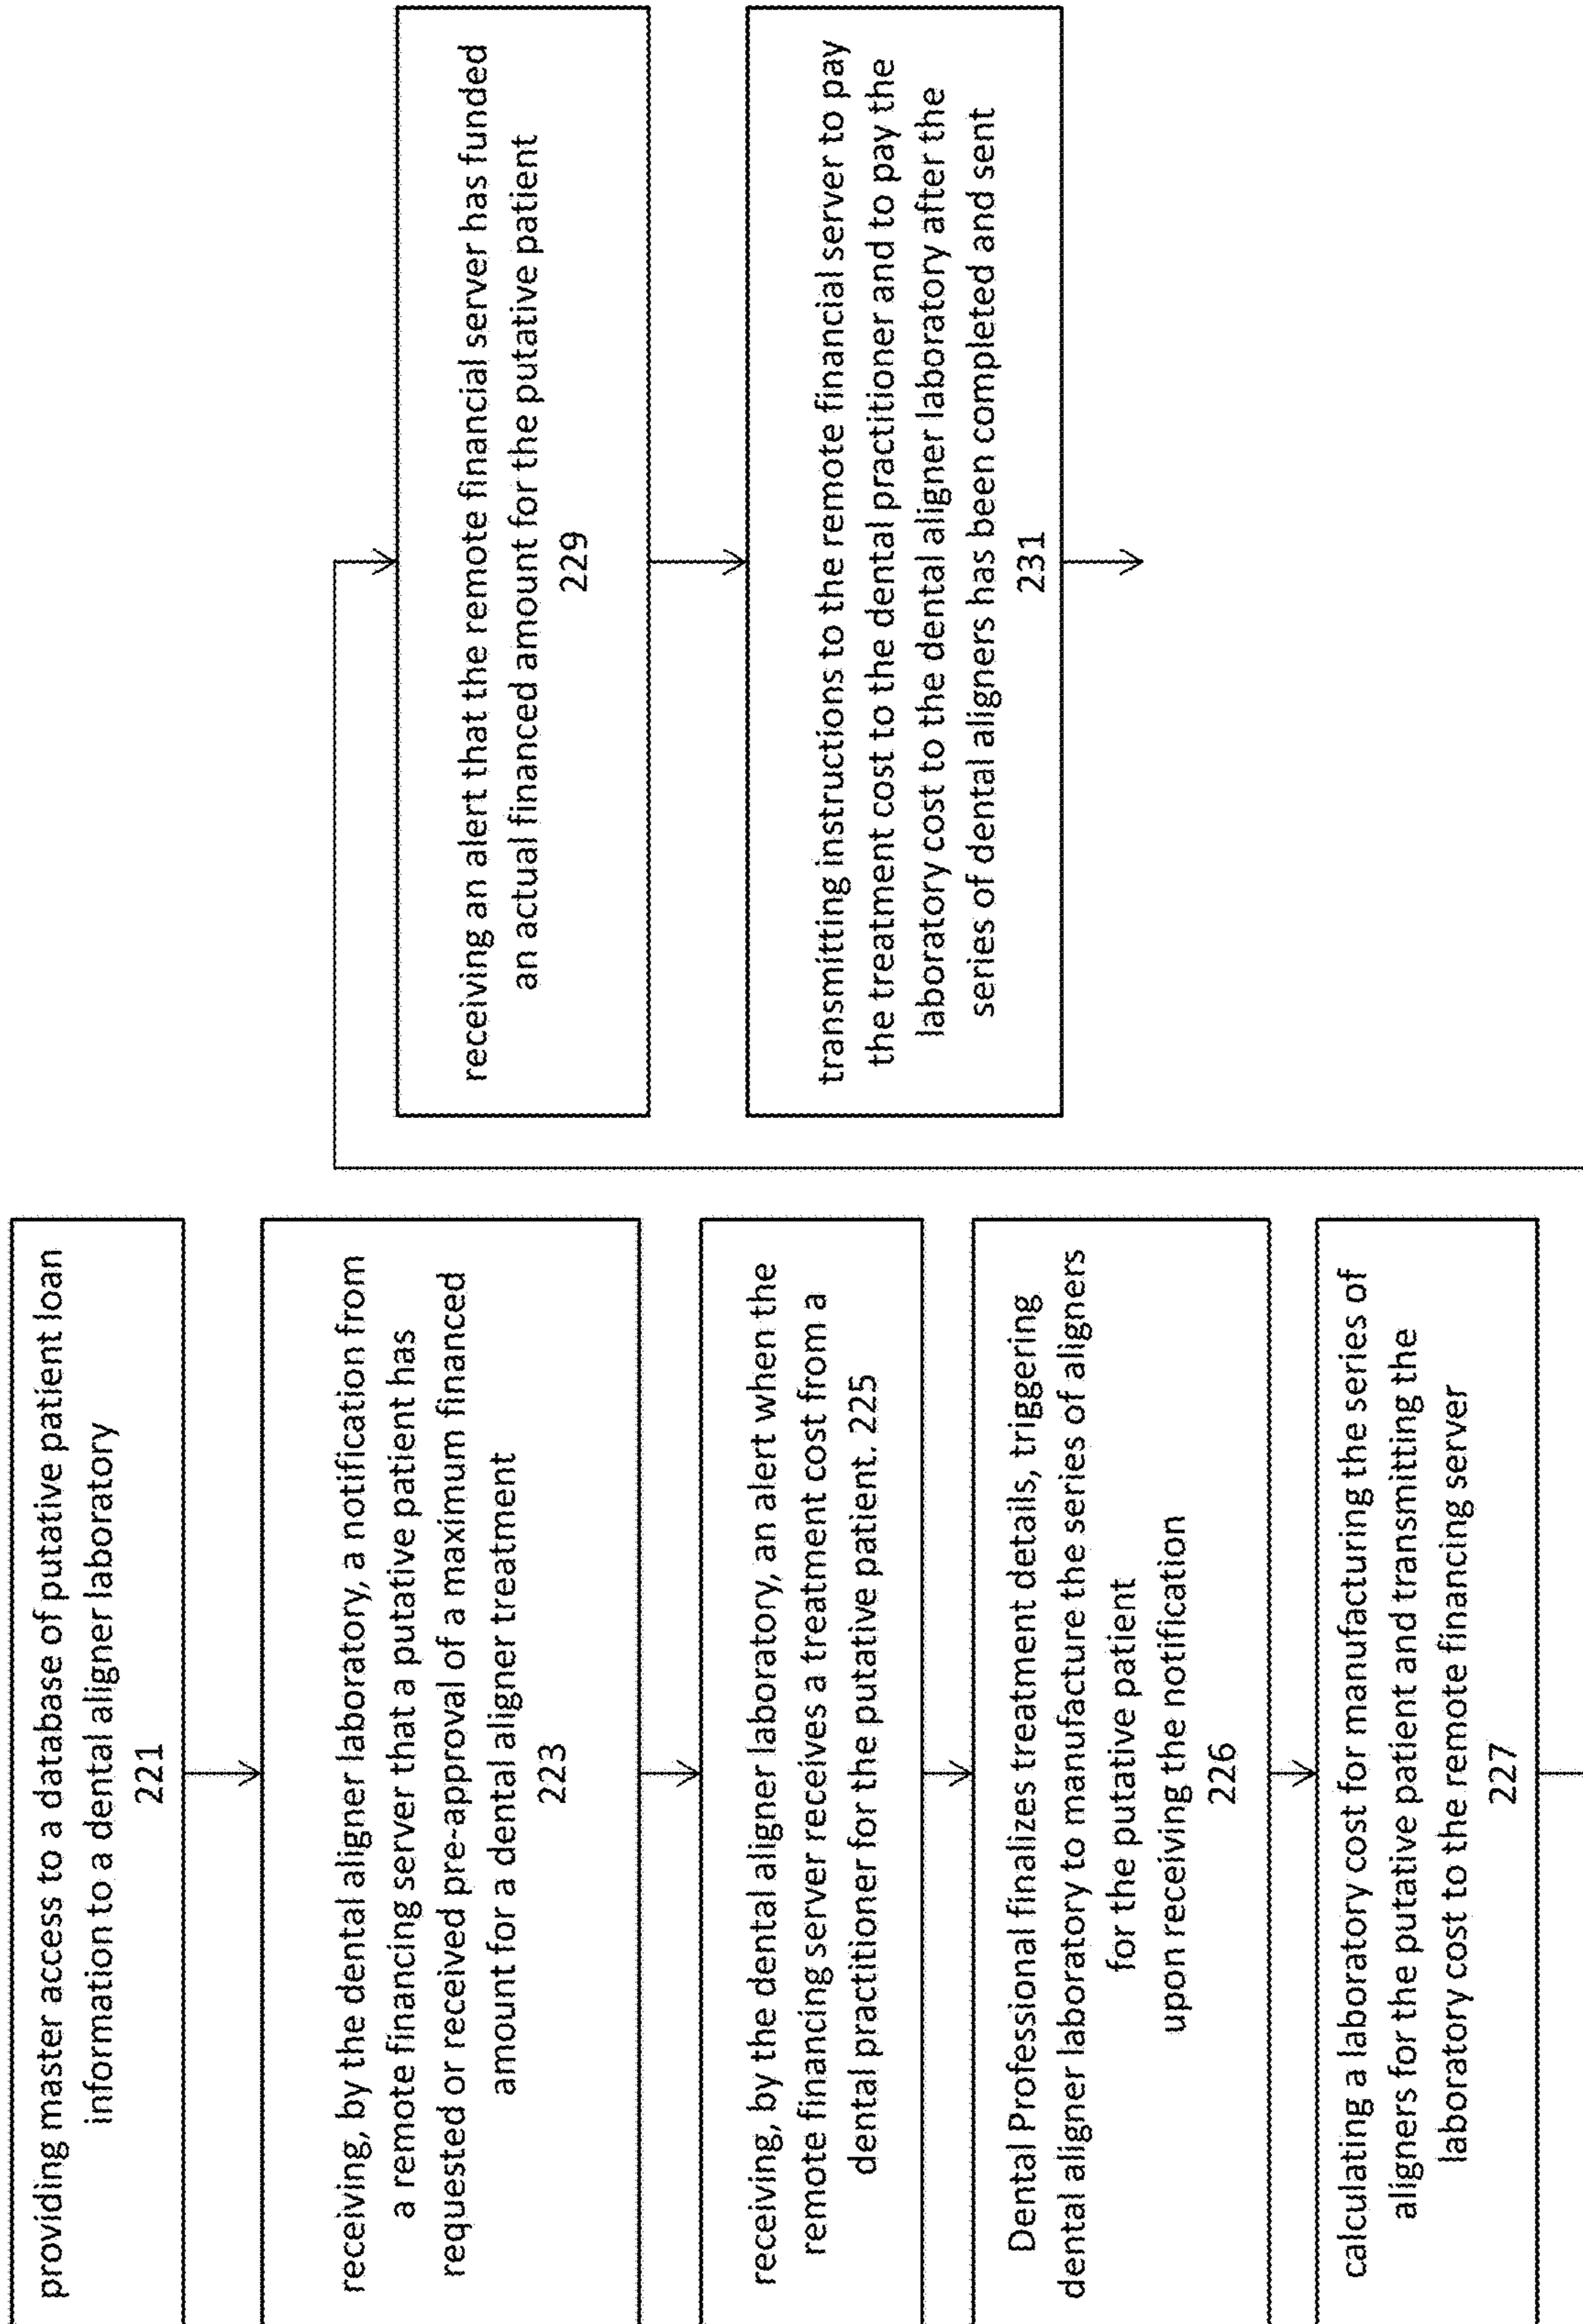 providing master access to a database of putative patient loan
information to a dental aligner laboratory
221
receiving, by the dental aligner laboratory, a notification from
a remote financing server that a putative patient has
requested or received pre-approval of a maximum financed
amount for a dental aligner treatment
223
receiving, by the dental aligner laboratory, an alert when the
remote financing server receives a treatment cost from a
dental practitioner for the putative patient. 225
Dental Professional finalizes treatment details, triggering
dental aligner laboratory to manufacture the series of aligners
for the putative patient
upon receiving the notification
226
calculating a laboratory cost for manufacturing the series of
aligners for the putative patient and transmitting the
laboratory cost to the remote financing server
227
receiving an alert that the remote financial server has funded
an actual financed amount for the putative patient
229
transmitting instructions to the remote financial server to pay
the treatment cost to the dental practitioner and to pay the
laboratory cost to the dental aligner laboratory after the
series of dental aligners has been completed and sent
231